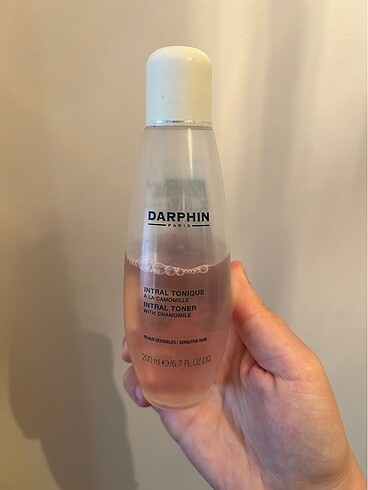 DARPHIN
PARIS
INTRAL TONIQUE
À LA CAMOMILLE
INTRAL TONER
WITH CHAMOMILE
PEAUX SENSIBLES / SENSITIVE SKIN
200 ml ℮/6.7 FL.OZ.LIQ.